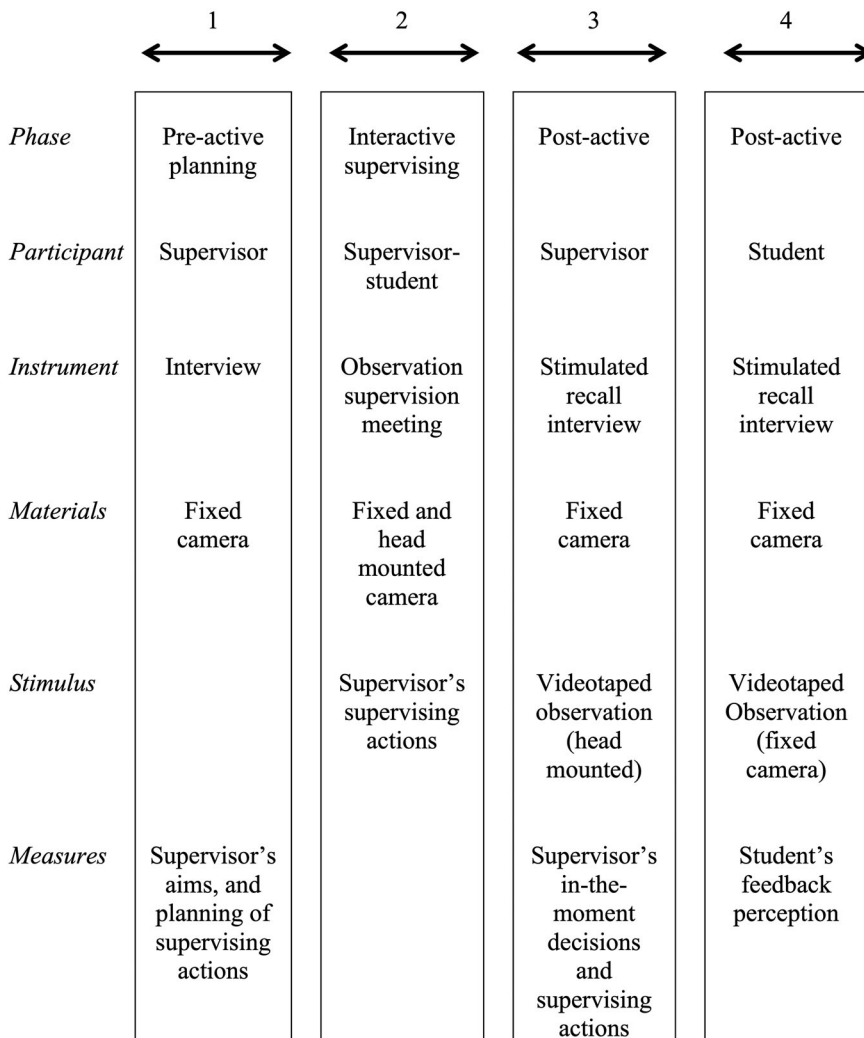 1 2 3 4
Phase
Pre-active
planning
Interactive
supervising
Post-active
Post-active
Participant
Supervisor
Supervisor-
student
Supervisor
Student
Instrument
Interview
Observation
supervision
meeting
Stimulated
recall
interview
Stimulated
recall
interview
Materials
Fixed
camera
Fixed and
head
mounted
camera
Fixed
camera
Fixed
camera
Stimulus
Supervisor’s
supervising
actions
Videotaped
observation
(head
mounted)
Videotaped
Observation
(fixed
camera)
Measures
Supervisor’s
aims, and
planning of
supervising
actions
Supervisor’s
in-the-
moment
decisions
and
supervising
actions
Student’s
feedback
perception